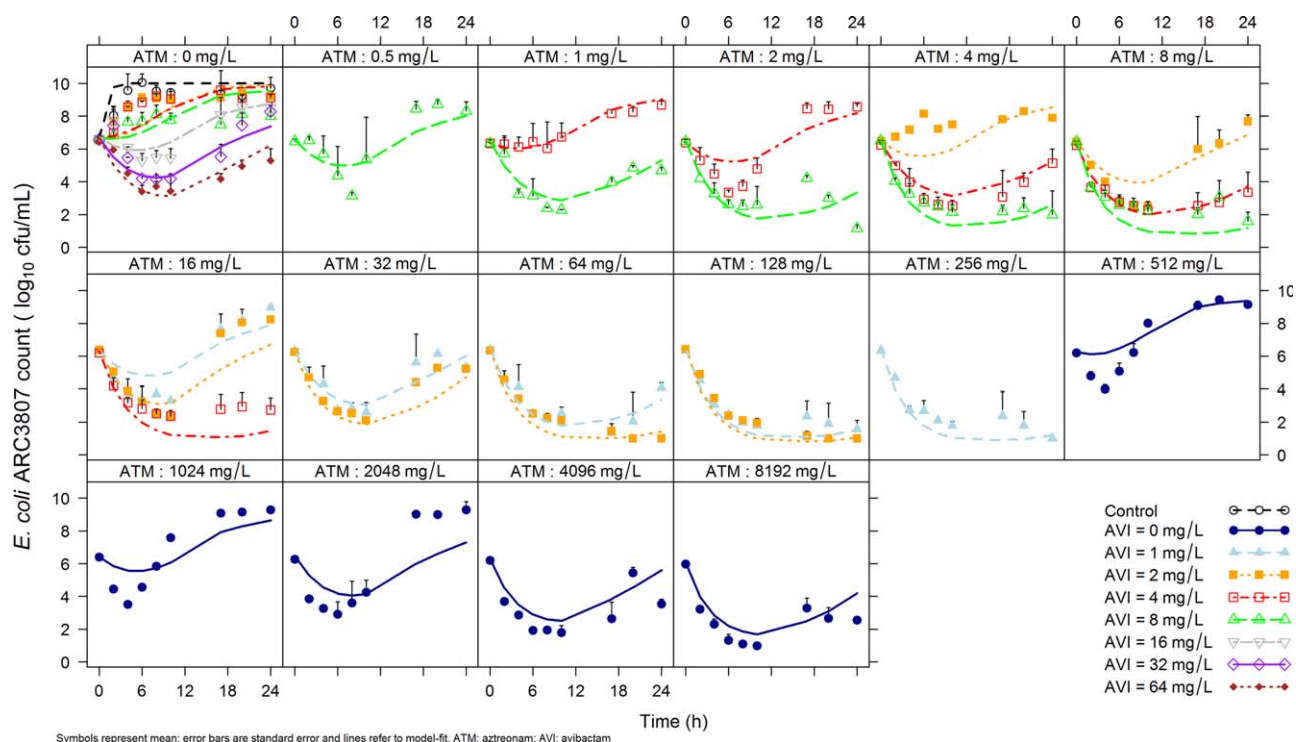 0 6 12 18 24 0 6 12 18 24 0 6 12 18 24
ATM : 0 mg/L ATM : 0.5 mg/L ATM : 1 mg/L ATM : 2 mg/L ATM : 4 mg/L ATM : 8 mg/L
10
8
6
4
2
0
ATM : 16 mg/L ATM : 32 mg/L ATM : 64 mg/L ATM : 128 mg/L ATM : 256 mg/L ATM : 512 mg/L
10
8
6
4
2
0
ATM : 1024 mg/L ATM : 2048 mg/L ATM : 4096 mg/L ATM : 8192 mg/L
10
8
6
4
2
0
0 6 12 18 24 0 6 12 18 24
E. coli ARC3807 count ( log10 cfu/mL)
Time (h)
Control
AVI = 0 mg/L
AVI = 1 mg/L
AVI = 2 mg/L
AVI = 4 mg/L
AVI = 8 mg/L
AVI = 16 mg/L
AVI = 32 mg/L
AVI = 64 mg/L
Symbols represent mean; error bars are standard error and lines refer to model-fit. ATM: aztreonam; AVI: avibactam